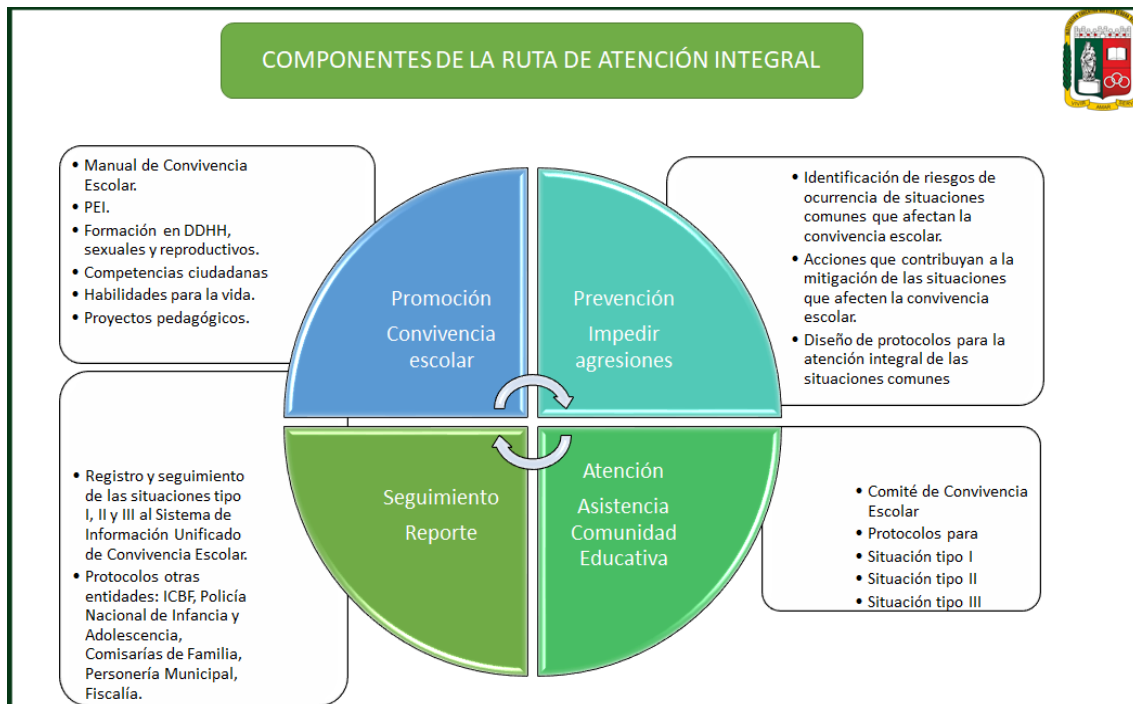 COMPONENTES DE LA RUTA DE ATENCIÓN INTEGRAL
• Manual de Convivencia
Escolar.
• PEI.
• Formación en DDHH,
sexuales y reproductivos.
• Competencias ciudadanas
• Habilidades para la vida.
• Proyectos pedagógicos.
Promoción
Convivencia
escolar
Prevención
Impedir
agresiones
• Identificación de riesgos de
ocurrencia de situaciones
comunes que afectan la
convivencia escolar.
• Acciones que contribuyan a la
mitigación de las situaciones
que afecten la convivencia
escolar.
• Diseño de protocolos para la
atención integral de las
situaciones comunes
• Registro y seguimiento
de las situaciones tipo
I, II y III al Sistema de
Información Unificado
de Convivencia Escolar.
• Protocolos otras
entidades: ICBF, Policía
Nacional de Infancia y
Adolescencia,
Comisarías de Familia,
Personería Municipal,
Fiscalía.
Seguimiento
Reporte
Atención
Asistencia
Comunidad
Educativa
• Comité de Convivencia
Escolar
• Protocolos para
• Situación tipo I
• Situación tipo II
• Situación tipo III